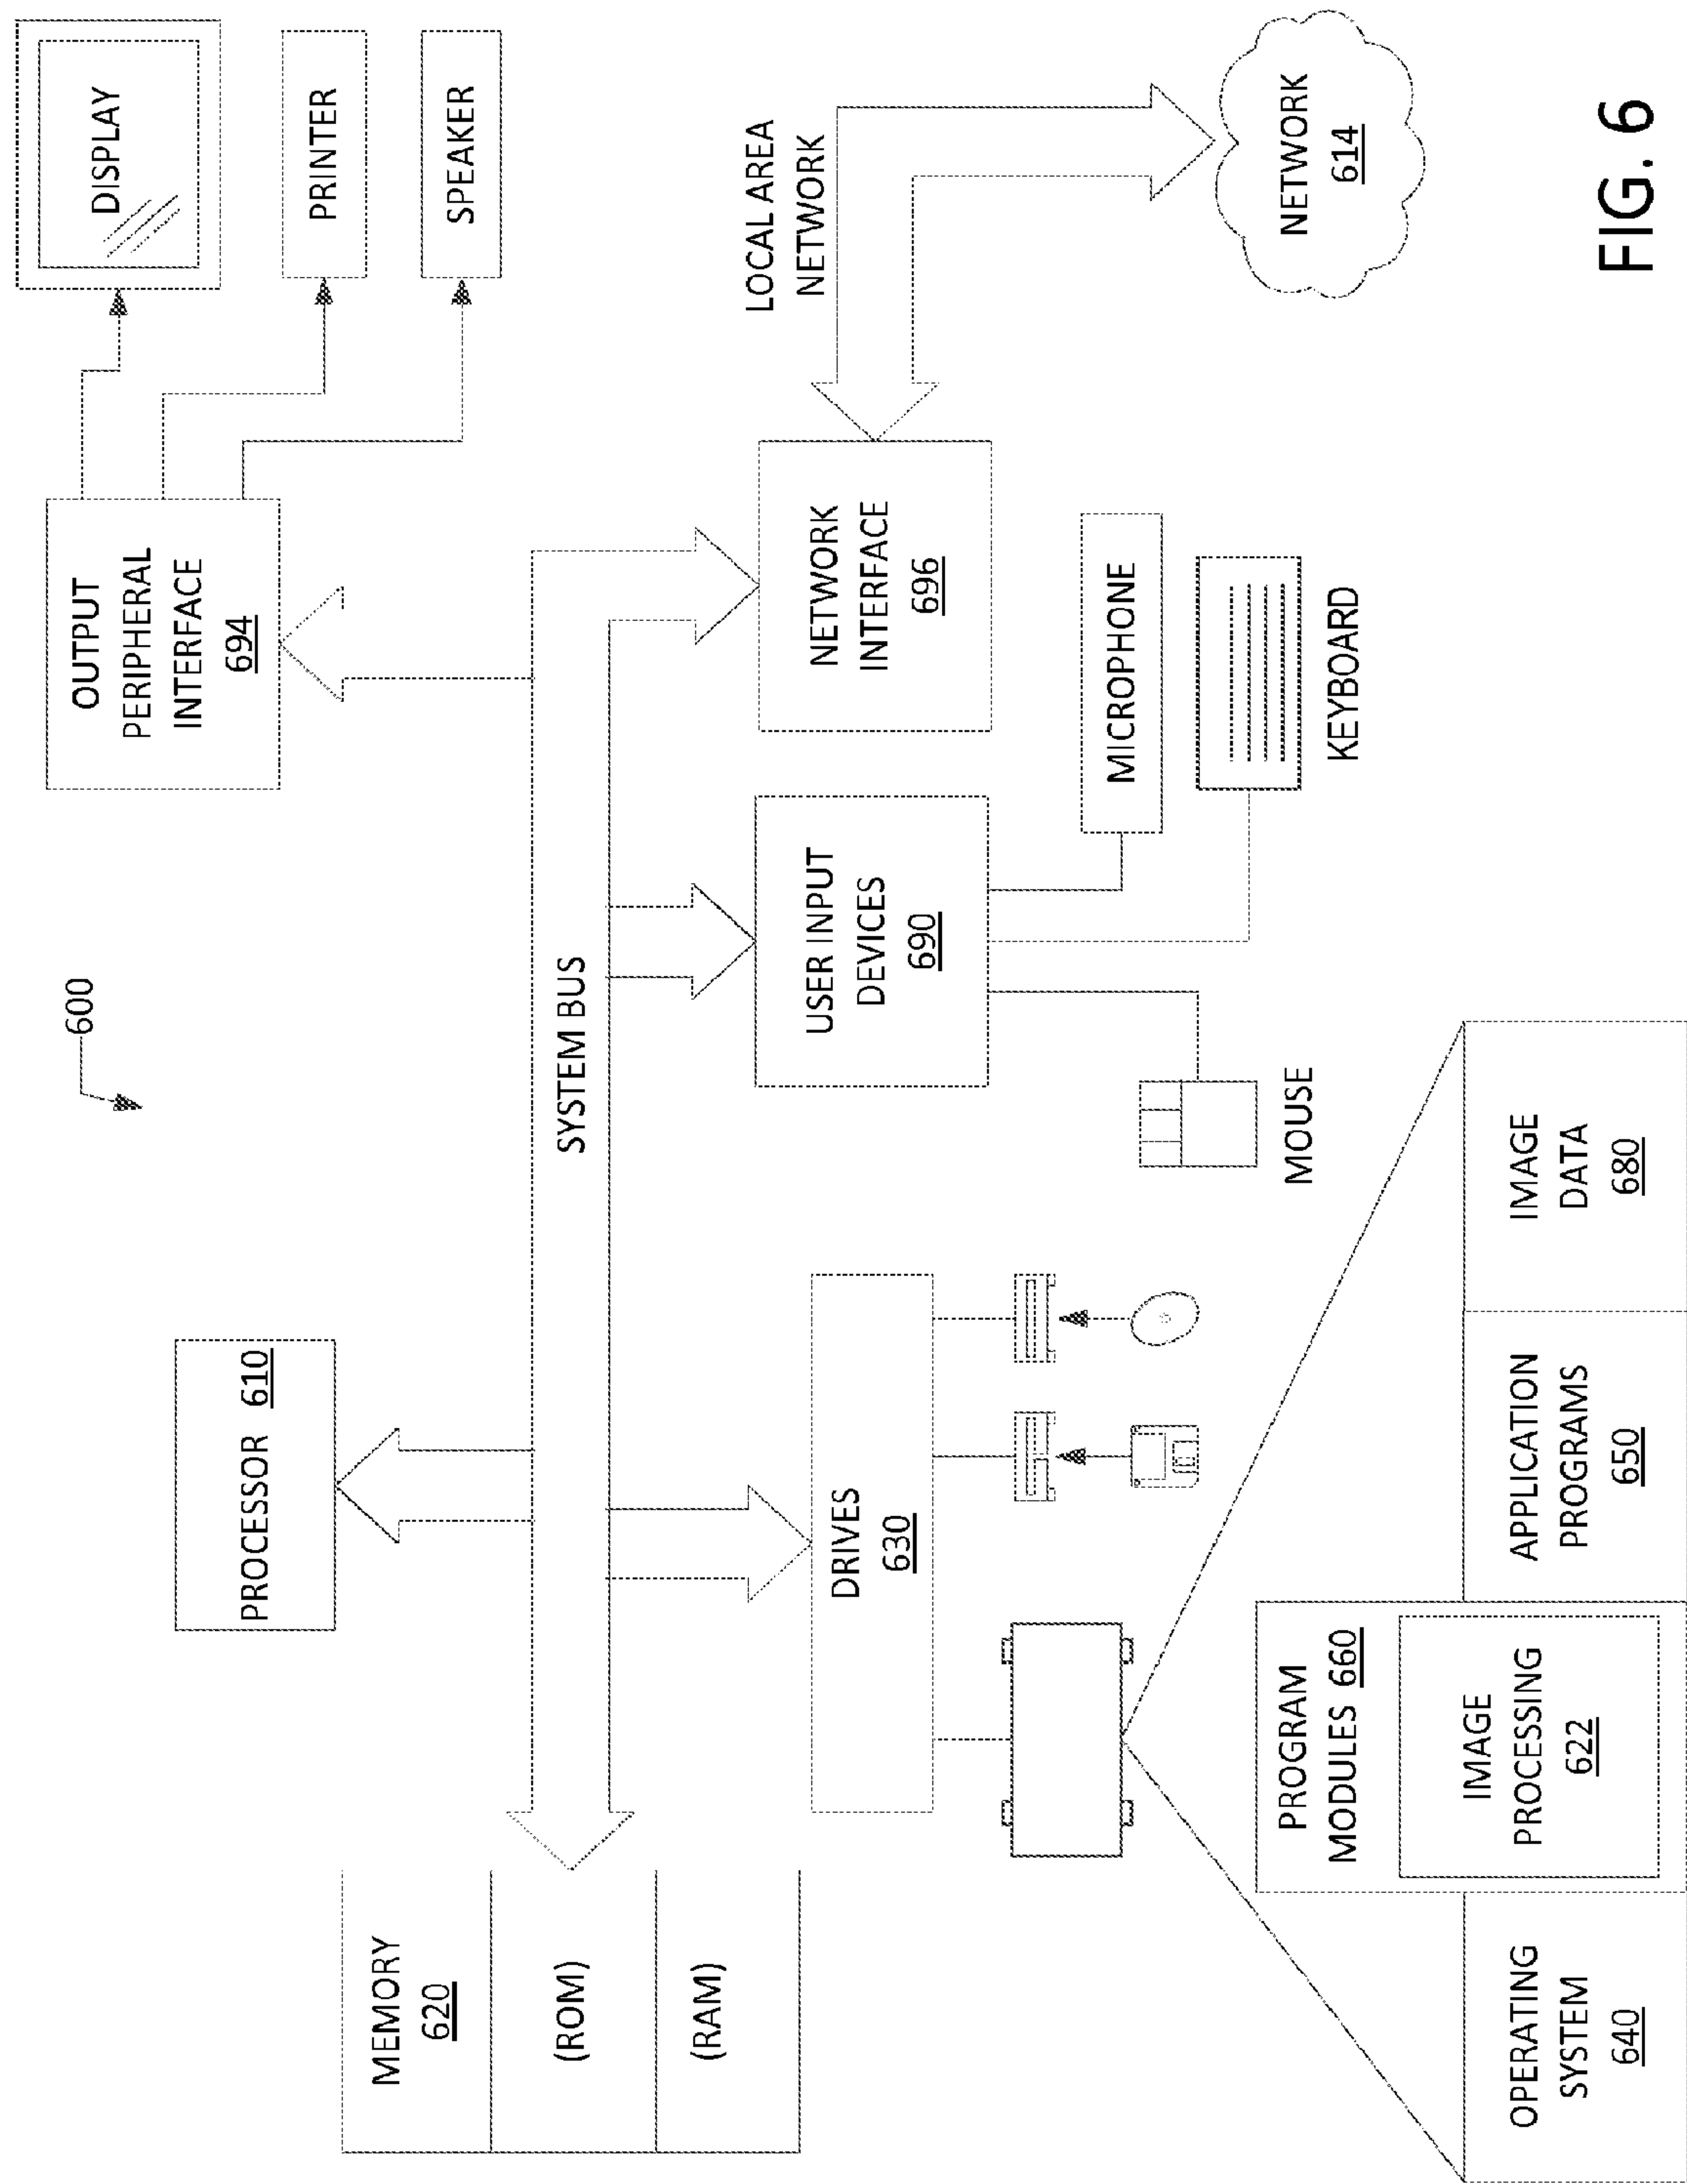 600
PROCESSOR 610
OUTPUT
PERIPHERAL
INTERFACE
694
DISPLAY
PRINTER
SPEAKER
MEMORY
620
(ROM)
(RAM)
SYSTEM BUS
DRIVES
630
USER INPUT
DEVICES
690
NETWORK
INTERFACE
696
LOCAL AREA
NETWORK
MICROPHONE
KEYBOARD
MOUSE
NETWORK
614
OPERATING
SYSTEM
640
PROGRAM
MODULES 660
IMAGE
PROCESSING
622
APPLICATION
PROGRAMS
650
IMAGE
DATA
680
FIG. 6